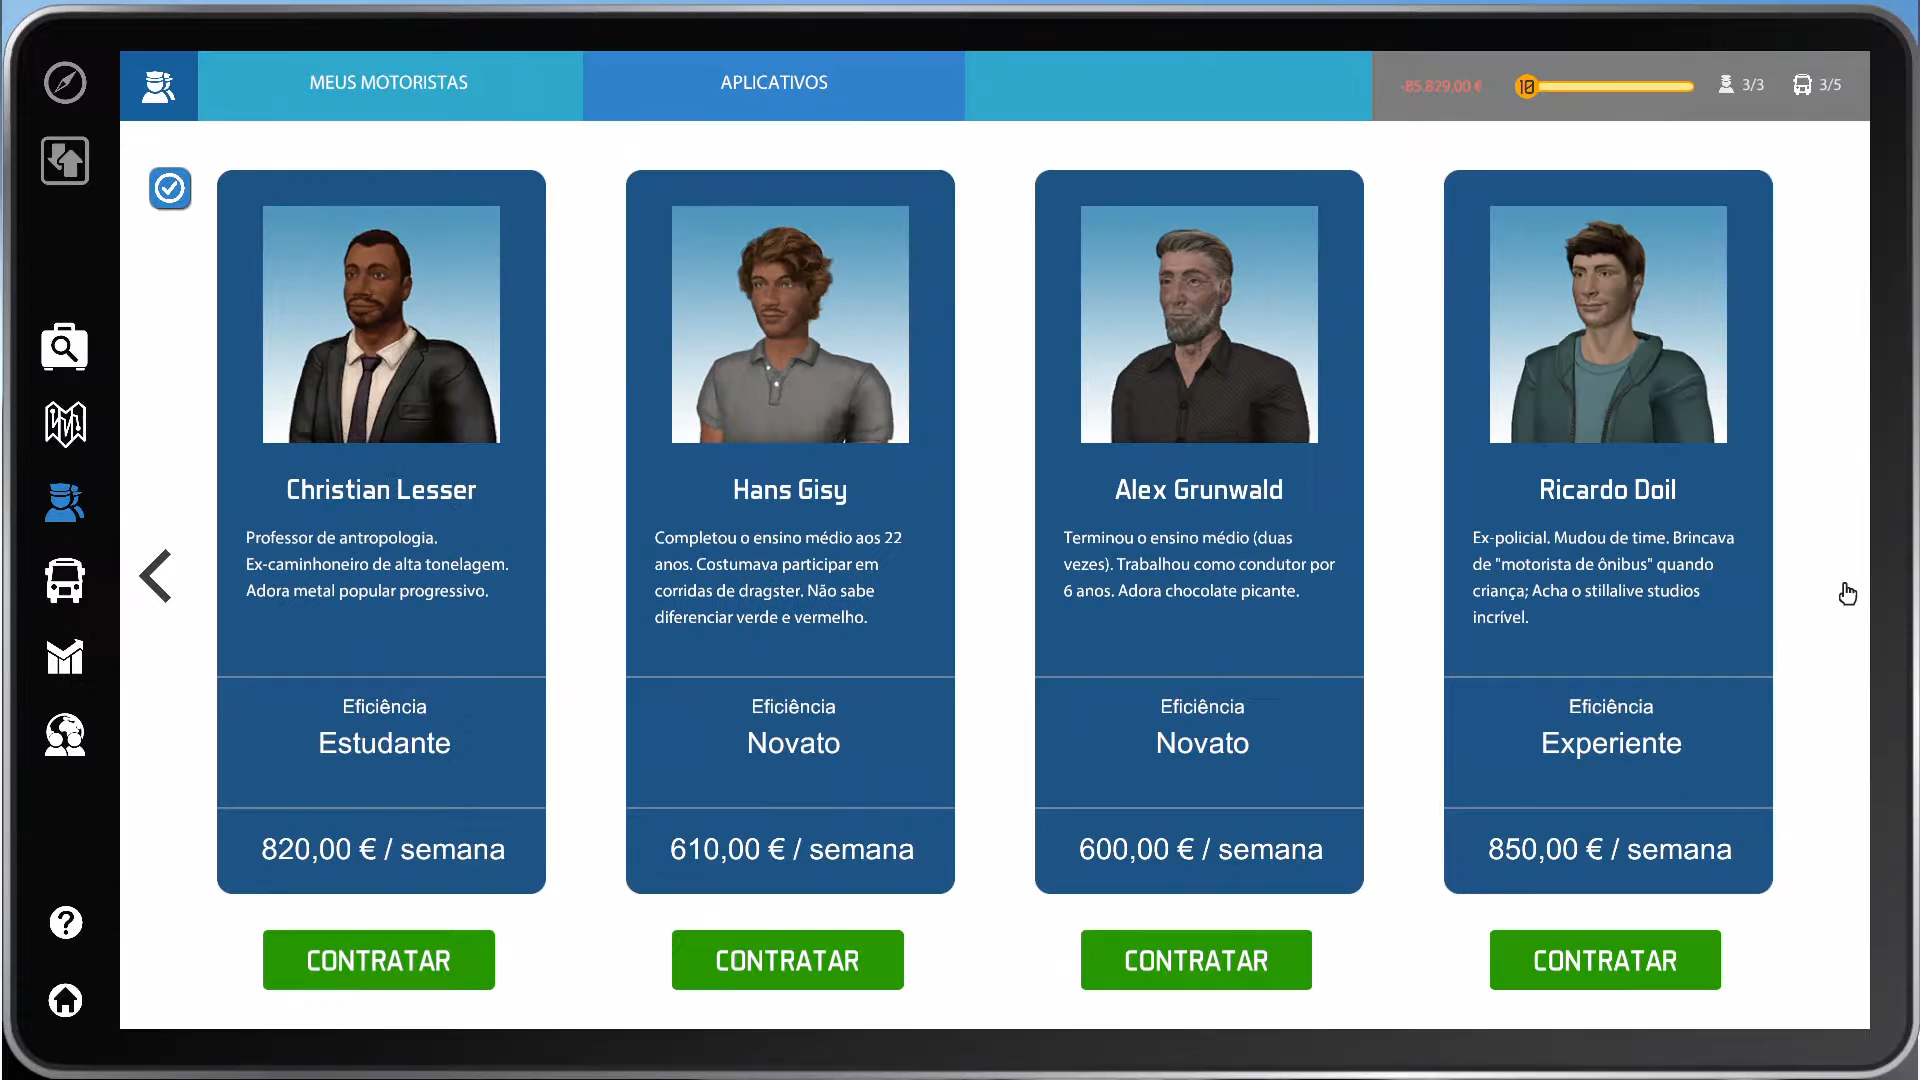 MEUS MOTORISTAS
APLICATIVOS
-85.829,00 €
10
3/3
3/5
Christian Lesser
Professor de antropologia.
Ex-caminhoneiro de alta tonelagem.
Adora metal popular progressivo.
Eficiência
Estudante
820,00 € / semana
CONTRATAR
Hans Gisy
Completou o ensino médio aos 22
anos. Costumava participar em
corridas de dragster. Não sabe
diferenciar verde e vermelho.
Eficiência
Novato
610,00 € / semana
CONTRATAR
Alex Grunwald
Terminou o ensino médio (duas
vezes). Trabalhou como condutor por
6 anos. Adora chocolate picante.
Eficiência
Novato
600,00 € / semana
CONTRATAR
Ricardo Doil
Ex-policial. Mudou de time. Brincava
de "motorista de ônibus" quando
criança; Acha o stillalive studios
incrível.
Eficiência
Experiente
850,00 € / semana
CONTRATAR